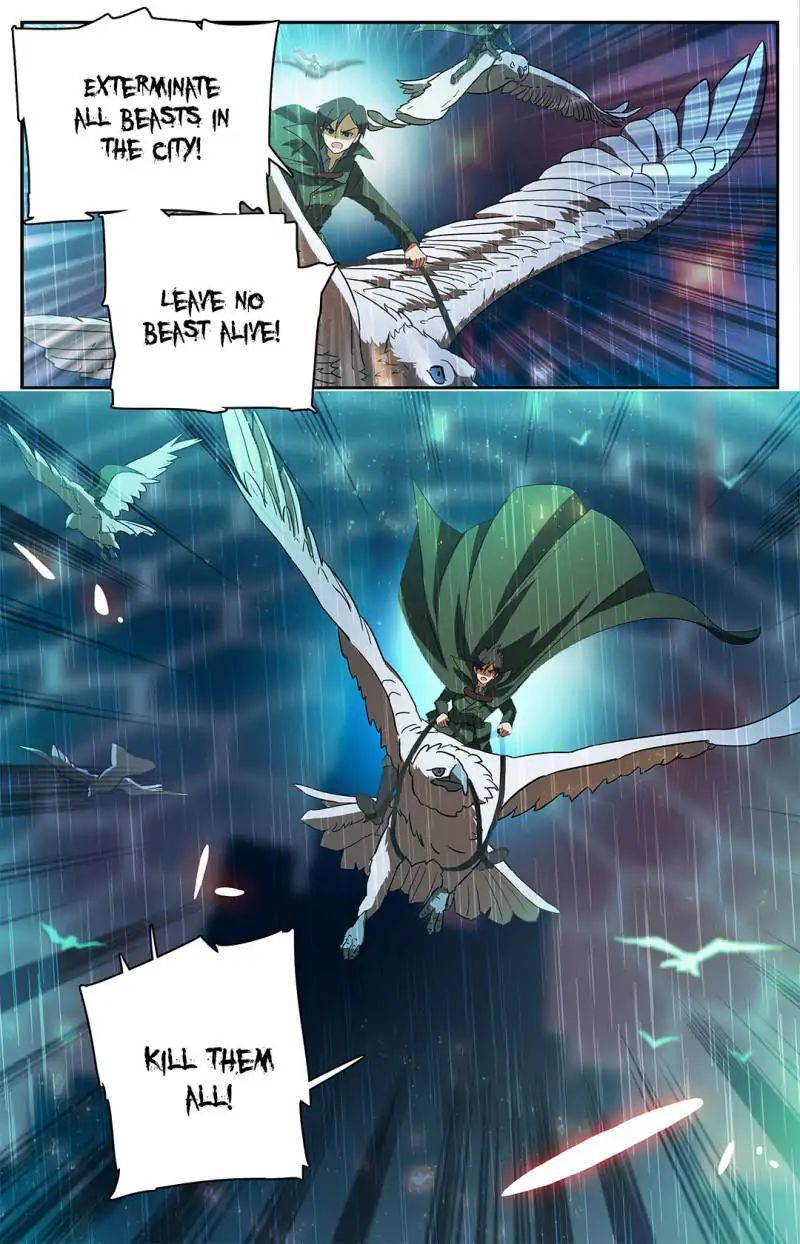 EXTERMINATE
ALL BEASTS IN
THE CITY!
LEAVE NO
BEAST ALIVE!
KILL THEM
ALL!